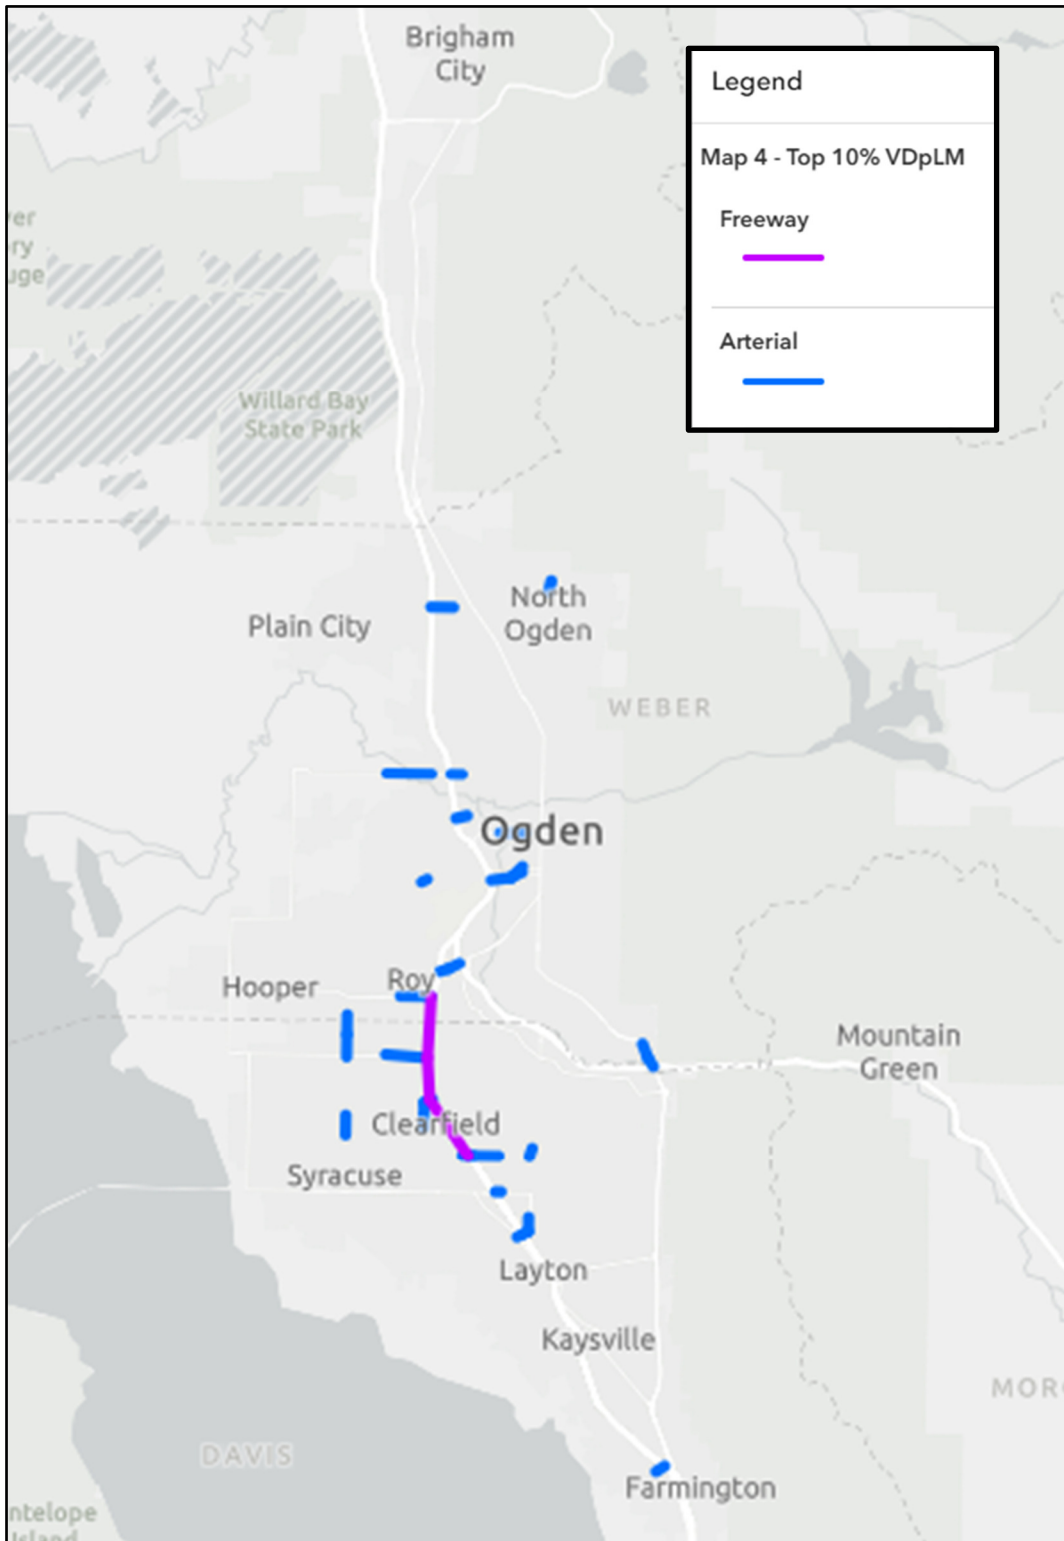 Brigham
City
Legend
Map 4 - Top 10% VDpLM
Freeway
Arterial
Willard Bay
State Park
North
Ogden
Plain City
WEBER
Ogden
Roy
Hooper
Mountain
Green
Clearfield
Syracuse
Layton
Kaysville
DAVIS
Farmington